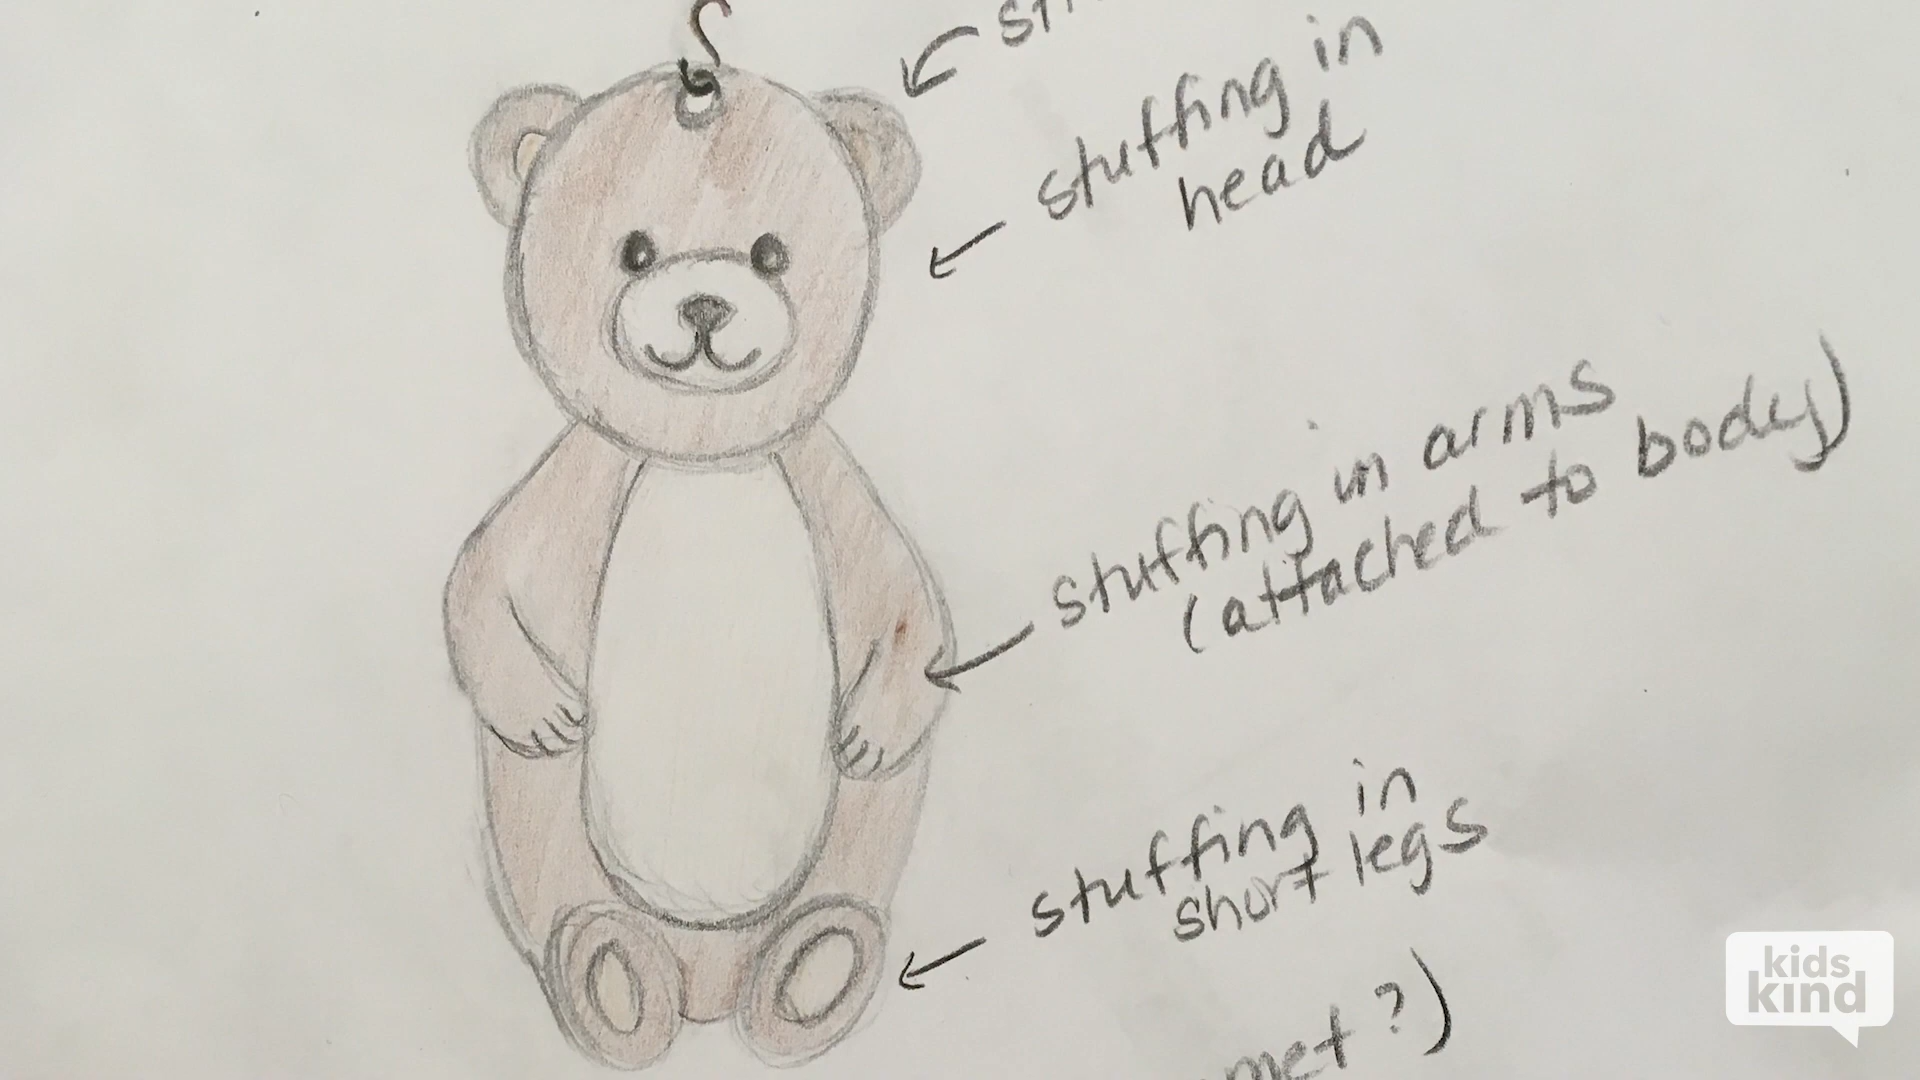 stuffing in
head
stuffing in arms
(attached to body)
stuffing in
short legs
?)
kids
kind